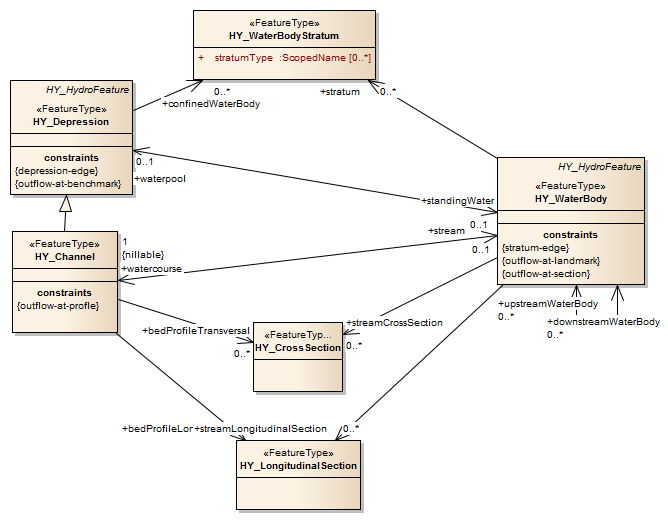 «FeatureType»
HY_WaterBodyStratum
+ stratumType :ScopedName [0..*]
HY_HydroFeature
«FeatureType»
HY_Depression
constraints
{depression-edge}
{outflow-at-benchmark}
0..*
+confinedWaterBody
+stratum
0..*
0..1
+waterpool
HY_HydroFeature
«FeatureType»
HY_WaterBody
constraints
{stratum-edge}
{outflow-at-landmark}
{outflow-at-section}
+standingWater
0..1
+stream
0..1
«FeatureType»
HY_Channel
constraints
{outflow-at-profle}
1
{nillable}
+watercourse
+upstreamWaterBody
0..*
+downstreamWaterBody
0..*
+bedProfileTransversal
0..*
+streamCrossSection
0..*
«FeatureTyp...
HY_CrossSection
+bedProfileLor
+streamLongitudinalSection
0..*
«FeatureType»
HY_LongitudinalSection